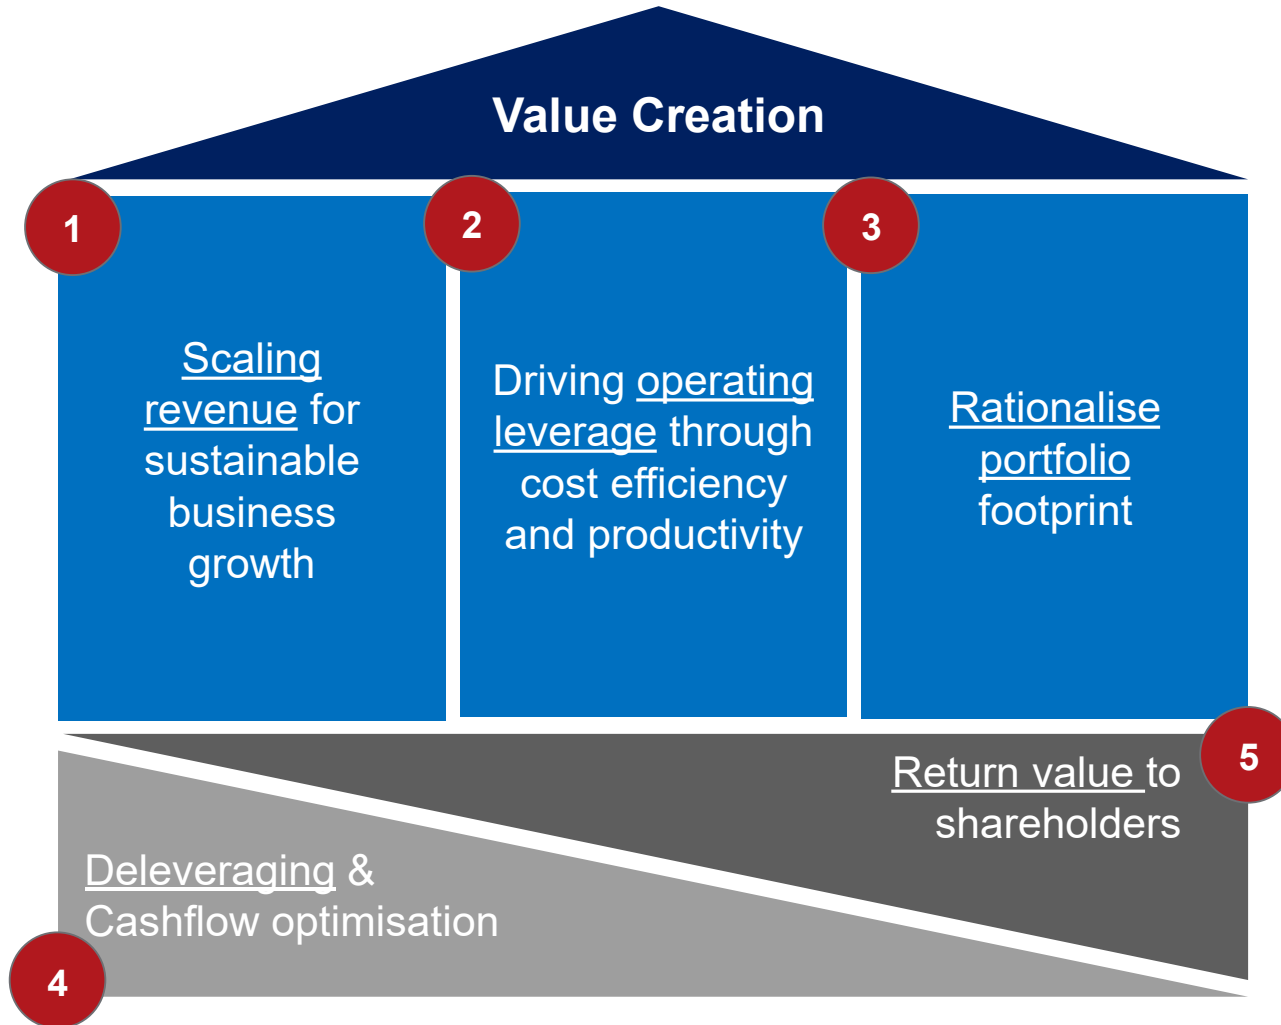 Value Creation
1
Scaling
revenue for
sustainable
business
growth
2
Driving operating
leverage through
cost efficiency
and productivity
3
Rationalise
portfolio
footprint
4
Deleveraging &
Cashflow optimisation
5
Return value to
shareholders